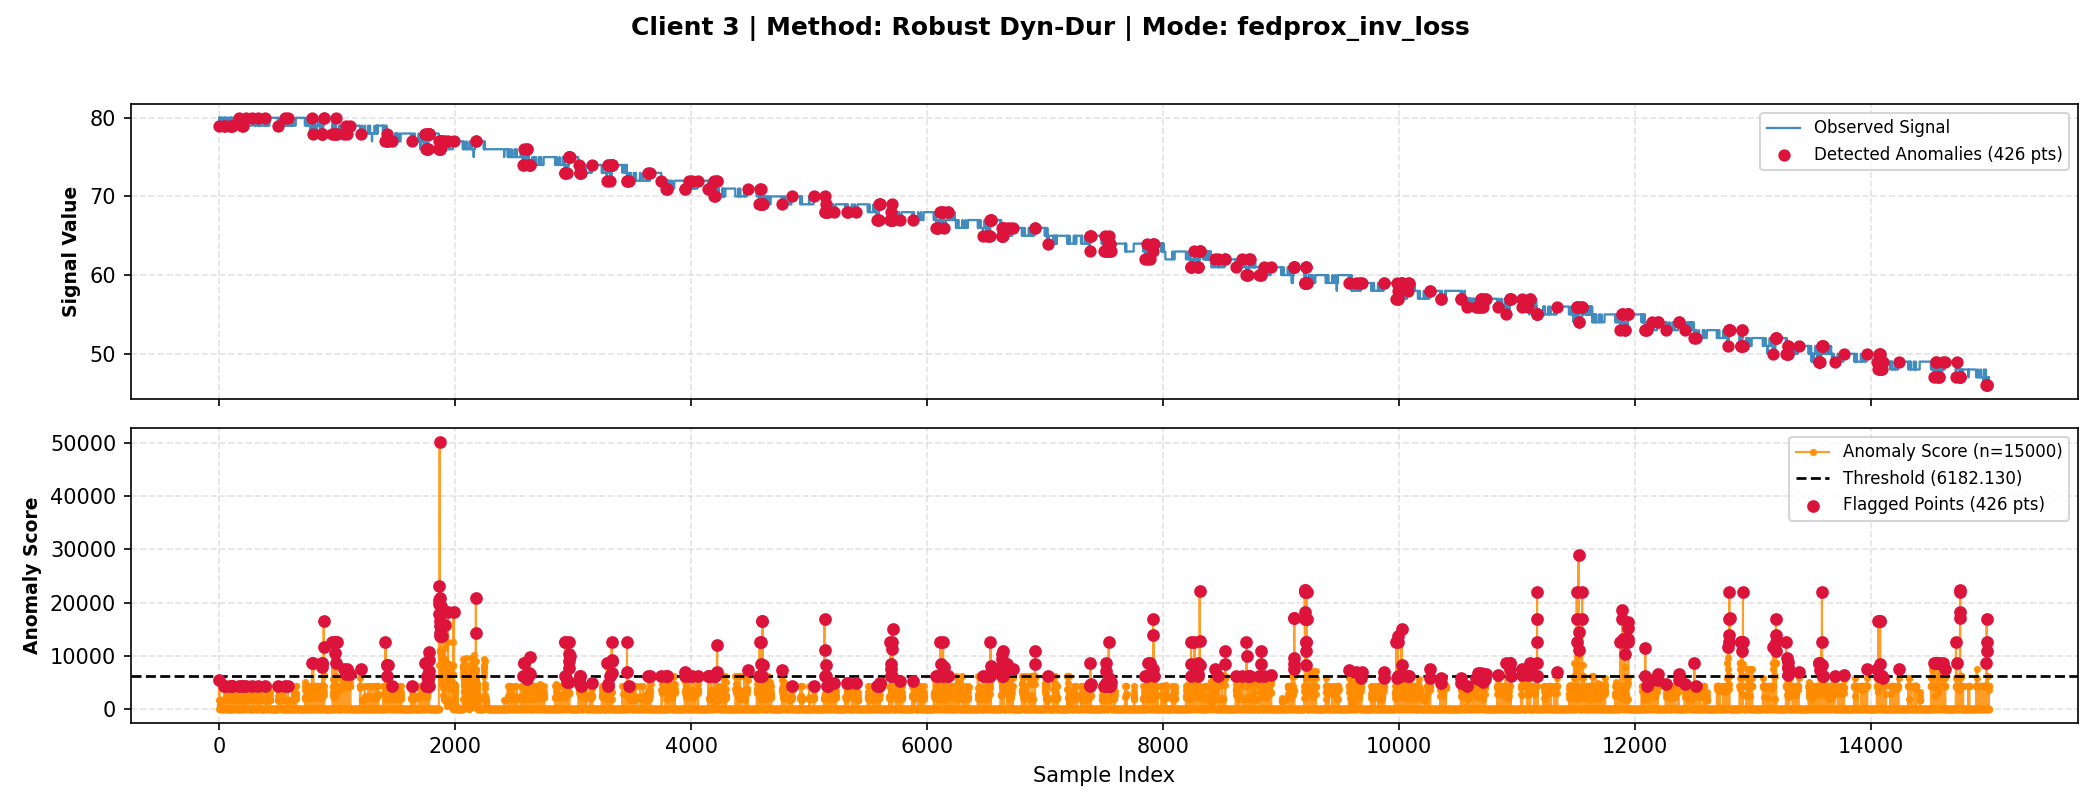 Client 3 | Method: Robust Dyn-Dur | Mode: fedprox_inv_loss
Signal Value
80
70
60
50
Observed Signal
Detected Anomalies (426 pts)
Anomaly Score
50000
40000
30000
20000
10000
0
Anomaly Score (n=15000)
Threshold (6182.130)
Flagged Points (426 pts)
0 2000 4000 6000 8000 10000 12000 14000
Sample Index